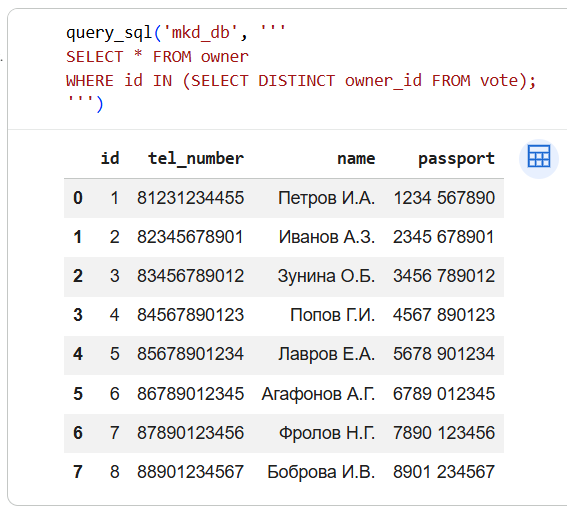 query_sql('mkd_db', '''
SELECT * FROM owner
WHERE id IN (SELECT DISTINCT owner_id FROM vote);
''')
id tel_number name passport
0 1 81231234455 Петров И.А. 1234 567890
1 2 82345678901 Иванов А.З. 2345 678901
2 3 83456789012 Зунина О.Б. 3456 789012
3 4 84567890123 Попов Г.И. 4567 890123
4 5 85678901234 Лавров Е.А. 5678 901234
5 6 86789012345 Агафонов А.Г. 6789 012345
6 7 87890123456 Фролов Н.Г. 7890 123456
7 8 88901234567 Боброва И.В. 8901 234567